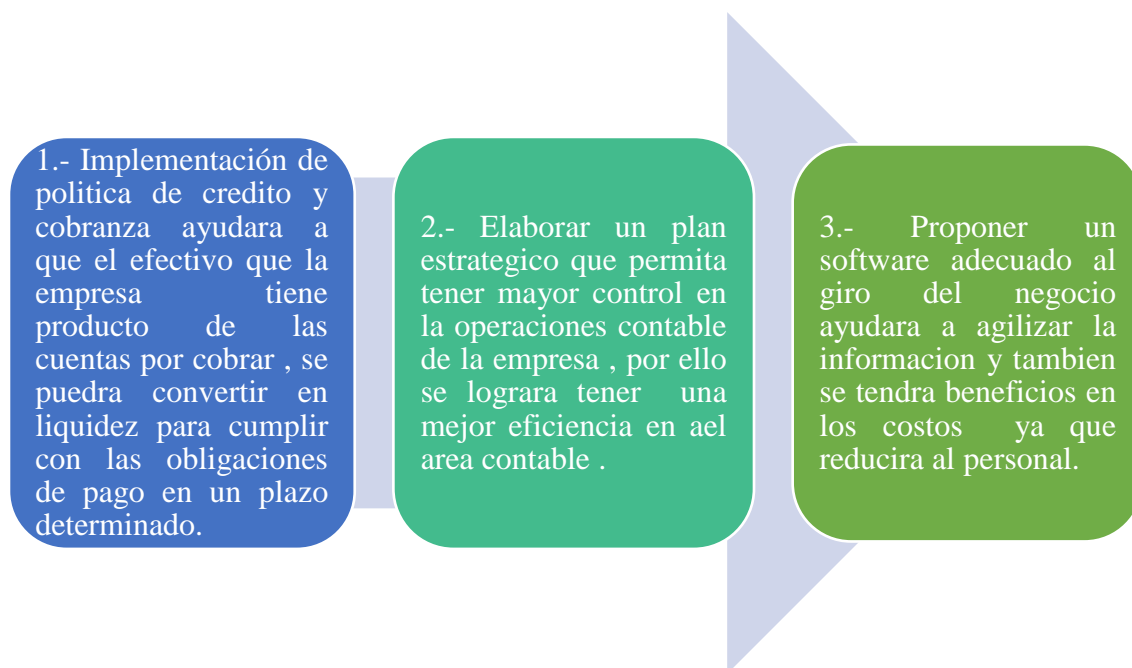 1.- Implementación de
politica de credito y
cobranza ayudara a
que el efectivo que la
empresa tiene
producto de las
cuentas por cobrar , se
puedra convertir en
liquidez para cumplir
con las obligaciones
de pago en un plazo
determinado.
2.- Elaborar un plan
estrategico que permita
tener mayor control en
la operaciones contable
de la empresa , por ello
se lograra tener una
mejor eficiencia en ael
area contable .
3.- Proponer un
software adecuado al
giro del negocio
ayudara a agilizar la
informacion y tambien
se tendra beneficios en
los costos ya que
reducira al personal.